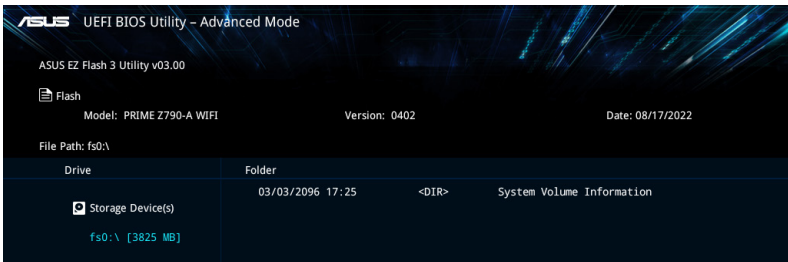 ASUS UEFI BIOS Utility – Advanced Mode
ASUS EZ Flash 3 Utility v03.00
Flash
Model: PRIME Z790-A WIFI Version: 0402 Date: 08/17/2022
File Path: fs0:\
Drive Folder
03/03/2096 17:25 <DIR> System Volume Information
Storage Device(s)
fs0:\ [3825 MB]